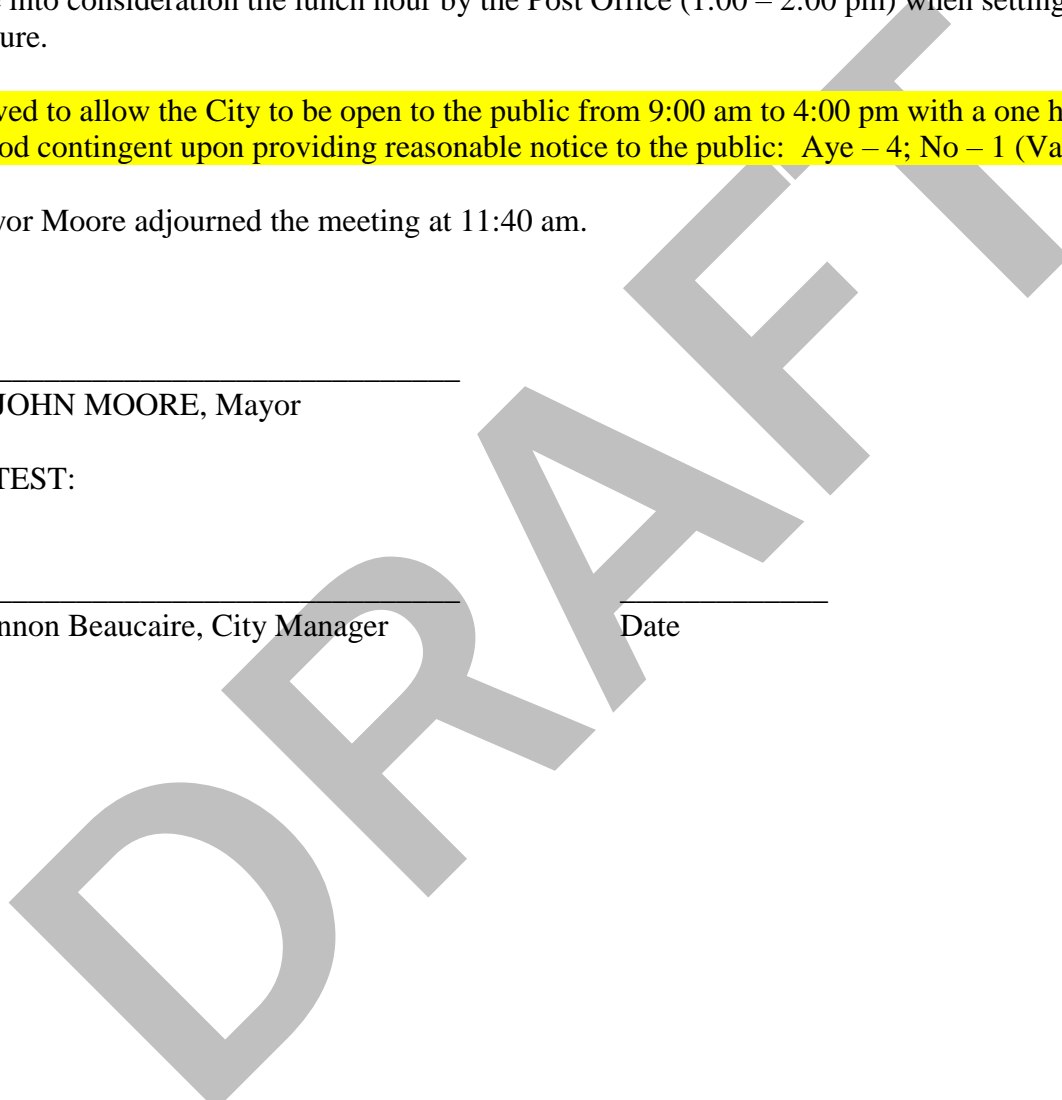 into consideration the lunch hour by the Post Office (1:00 – 2:00 pm) when setting
ure.
ved to allow the City to be open to the public from 9:00 am to 4:00 pm with a one h
od contingent upon providing reasonable notice to the public:  Aye – 4; No – 1 (Va
yor Moore adjourned the meeting at 11:40 am.
JOHN MOORE, Mayor
TEST:
nnon Beaucaire, City Manager
Date
DRAFT